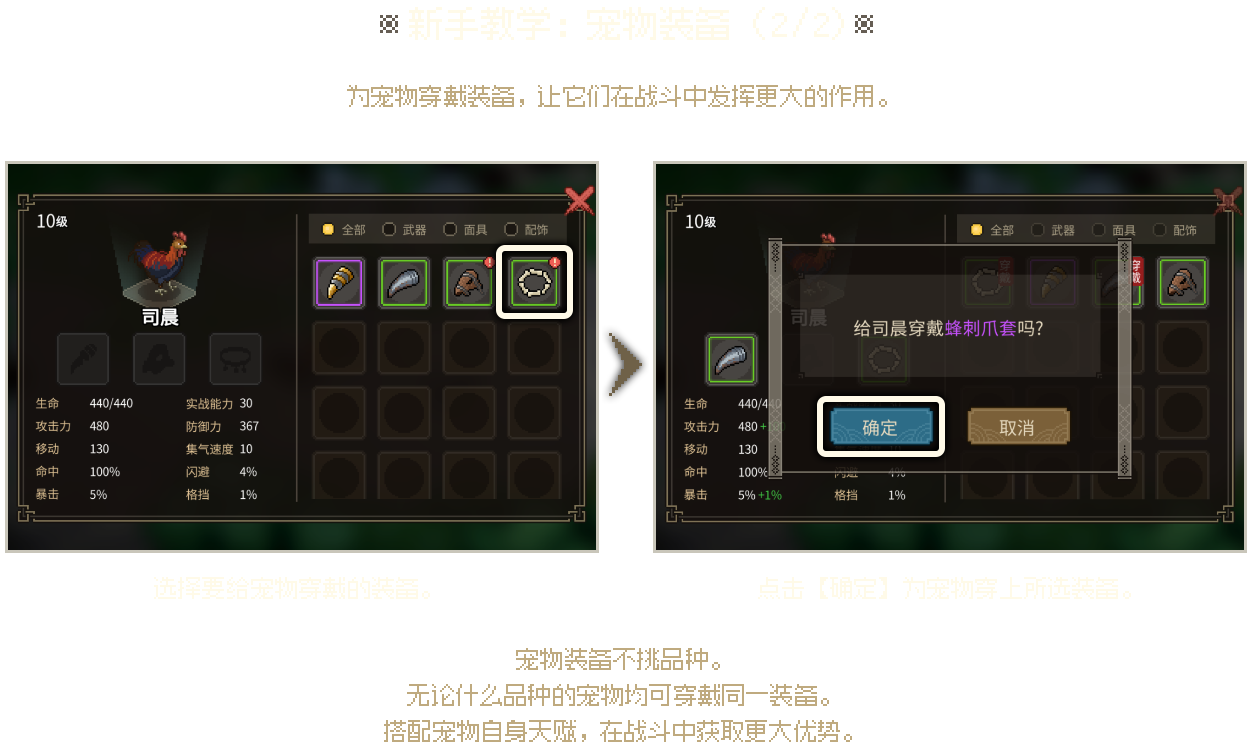 ※ 新手教学：宠物装备（2/2）※
为宠物穿戴装备，让它们在战斗中发挥更大的作用。
10级
全部 武器 面具 配饰
司晨
生命 440/440 实战能力 30
攻击力 480 防御力 367
移动 130 集气速度 10
命中 100% 闪避 4%
暴击 5% 格挡 1%
10级
全部 武器 面具 配饰
穿戴
穿戴
司晨
给司晨穿戴蜂刺爪套吗?
确定 取消
生命 440/440
攻击力 480 +
移动 130
命中 100% 闪避 4%
暴击 5% +1% 格挡 1%
选择要给宠物穿戴的装备。
点击【确定】为宠物穿上所选装备。
宠物装备不挑品种。
无论什么品种的宠物均可穿戴同一装备。
搭配宠物自身天赋，在战斗中获取更大优势。